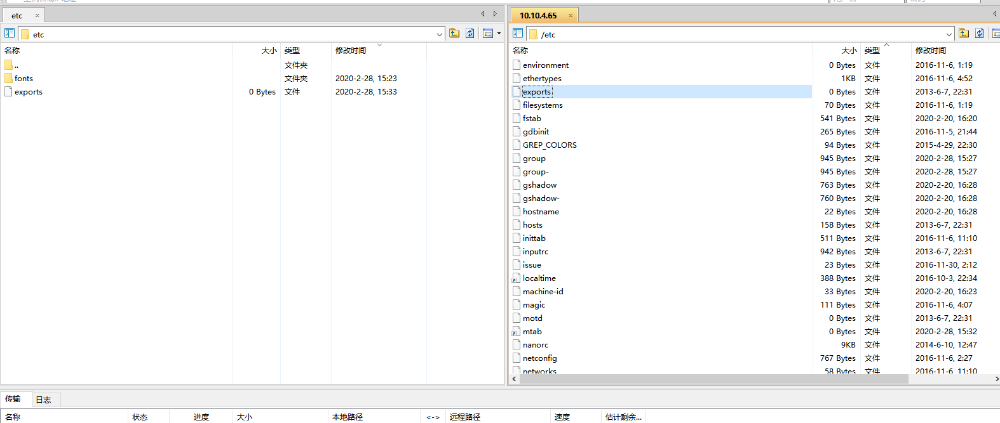 etc
etc
名称 大小 类型 修改时间
.. 文件夹
fonts 文件夹 2020-2-28, 15:23
exports 0 Bytes 文件 2020-2-28, 15:33
10.10.4.65
/etc
名称 大小 类型 修改时间
environment 0 Bytes 文件 2016-11-6, 1:19
ethertypes 1KB 文件 2016-11-6, 4:52
exports 0 Bytes 文件 2013-6-7, 22:31
filesystems 70 Bytes 文件 2016-11-6, 1:19
fstab 541 Bytes 文件 2020-2-20, 16:20
gdbinit 265 Bytes 文件 2016-11-5, 21:44
GREP_COLORS 94 Bytes 文件 2015-4-29, 22:30
group 945 Bytes 文件 2020-2-28, 15:27
group- 945 Bytes 文件 2020-2-28, 15:27
gshadow 763 Bytes 文件 2020-2-20, 16:28
gshadow- 760 Bytes 文件 2020-2-20, 16:28
hostname 22 Bytes 文件 2020-2-20, 16:28
hosts 158 Bytes 文件 2013-6-7, 22:31
inittab 511 Bytes 文件 2016-11-6, 11:10
inputrc 942 Bytes 文件 2013-6-7, 22:31
issue 23 Bytes 文件 2016-11-30, 2:12
localtime 388 Bytes 文件 2016-10-3, 22:34
machine-id 33 Bytes 文件 2020-2-20, 16:23
magic 111 Bytes 文件 2016-11-6, 4:07
motd 0 Bytes 文件 2013-6-7, 22:31
mtab 0 Bytes 文件 2020-2-28, 15:32
nanorc 9KB 文件 2014-6-10, 12:47
netconfig 767 Bytes 文件 2016-11-6, 2:27
networks 58 Bytes 文件 2016-11-6, 11:10
传输 日志
名称 状态 进度 大小 本地路径 <-> 远程路径 速度 估计剩余...